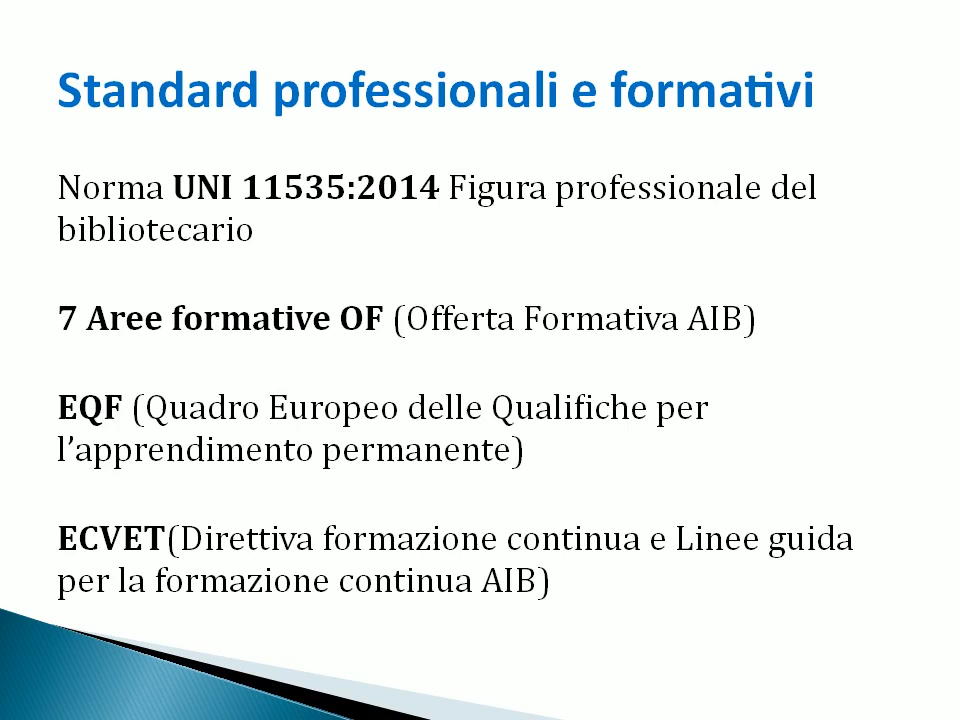 Standard professionali e formativi
Norma UNI 11535:2014 Figura professionale del
bibliotecario
7 Aree formative OF (Offerta Formativa AIB)
EQF (Quadro Europeo delle Qualifiche per
l’apprendimento permanente)
ECVET(Direttiva formazione continua e Linee guida
per la formazione continua AIB)